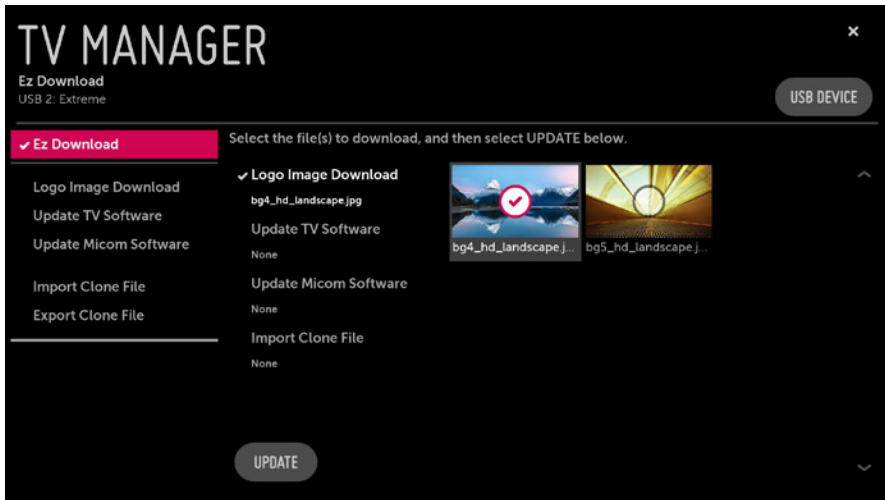 TV MANAGER
Ez Download
USB 2: Extreme
USB DEVICE
Ez Download
Logo Image Download
Update TV Software
Update Micom Software
Import Clone File
Export Clone File
Select the file(s) to download, and then select UPDATE below.
Logo Image Download
bg4_hd_landscape.jpg
Update TV Software
None
Update Micom Software
None
Import Clone File
None
bg4_hd_landscape.j...
bg5_hd_landscape.j...
UPDATE